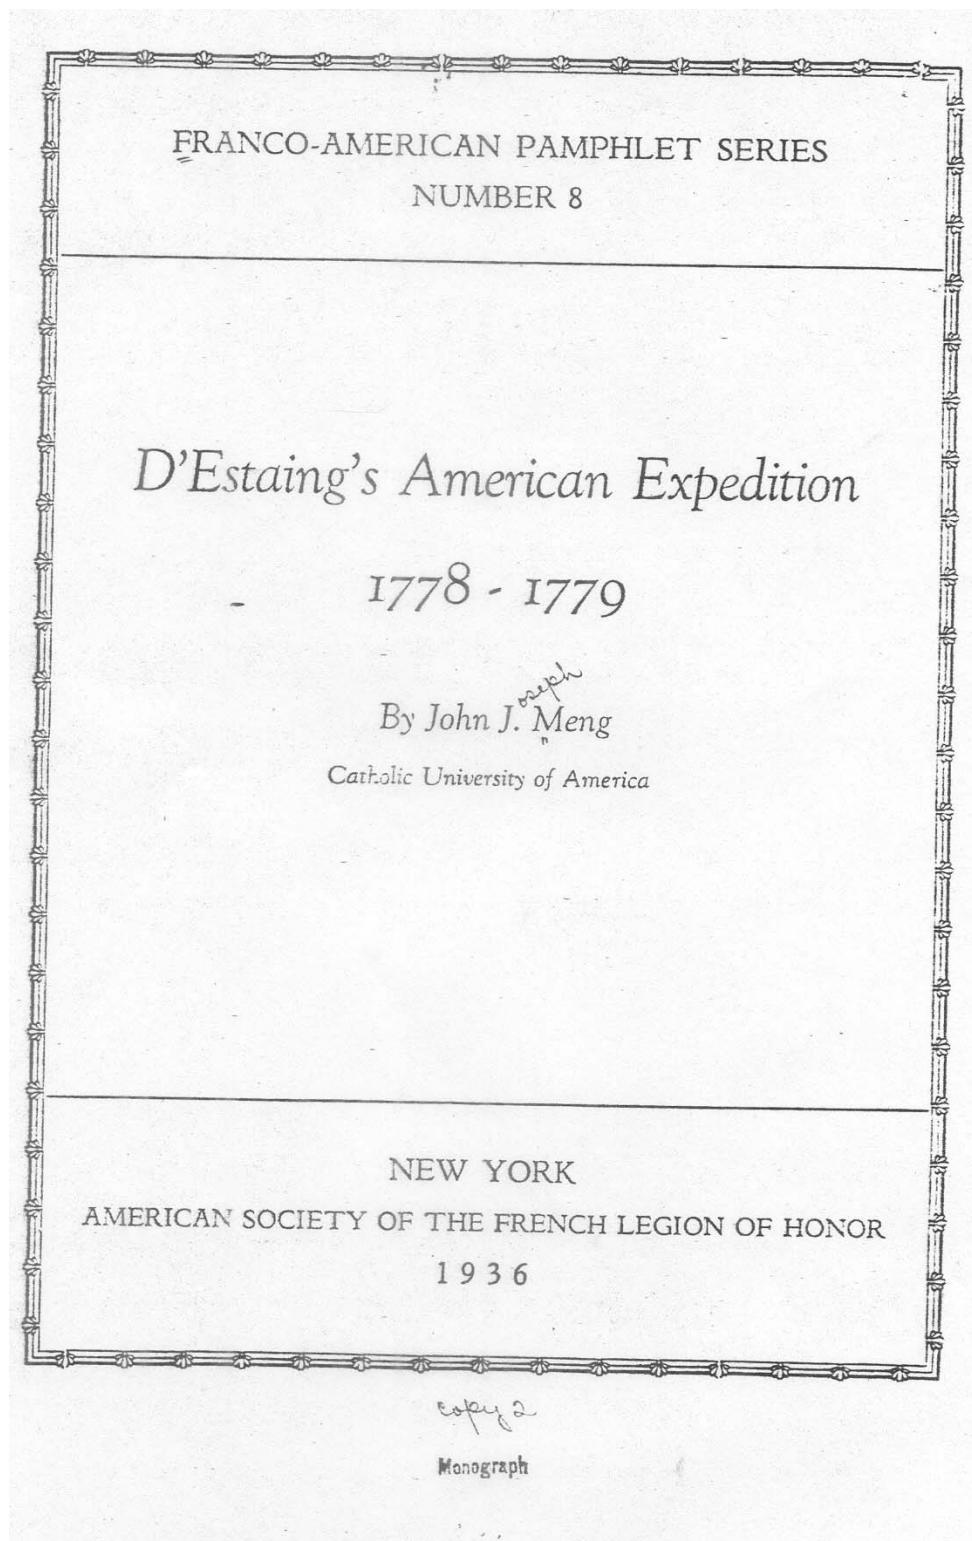 FRANCO-AMERICAN PAMPHLET SERIES
NUMBER 8
D'Estaing's American Expedition
1778 - 1779
oseph
By John J. Meng
Catholic University of America
NEW YORK
AMERICAN SOCIETY OF THE FRENCH LEGION OF HONOR
1936
copy 2
Monograph